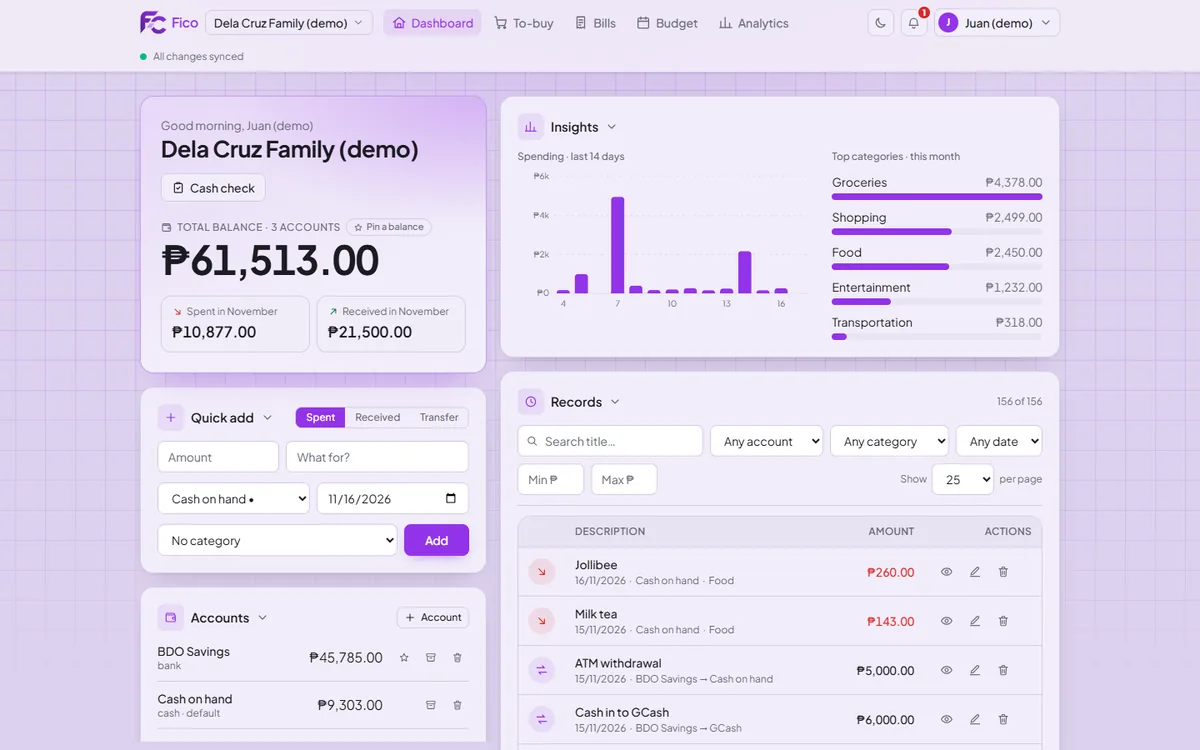 Fico
Dela Cruz Family (demo)
Dashboard
To-buy
Bills
Budget
Analytics
1
J
Juan (demo)
All changes synced
Good morning, Juan (demo)
Dela Cruz Family (demo)
Cash check
TOTAL BALANCE · 3 ACCOUNTS
Pin a balance
₱61,513.00
Spent in November
₱10,877.00
Received in November
₱21,500.00
Quick add
Spent
Received
Transfer
Amount
What for?
Cash on hand •
11/16/2026
No category
Add
Accounts
+ Account
BDO Savings
bank
₱45,785.00
Cash on hand
cash · default
₱9,303.00
Insights
Spending · last 14 days
₱6k
₱4k
₱2k
₱0
4 7 10 13 16
Top categories · this month
Groceries ₱4,378.00
Shopping ₱2,499.00
Food ₱2,450.00
Entertainment ₱1,232.00
Transportation ₱318.00
Records
156 of 156
Search title...
Any account
Any category
Any date
Min ₱
Max ₱
Show 25 per page
DESCRIPTION AMOUNT ACTIONS
Jollibee
16/11/2026 · Cash on hand · Food
₱260.00
Milk tea
15/11/2026 · Cash on hand · Food
₱143.00
ATM withdrawal
15/11/2026 · BDO Savings → Cash on hand
₱5,000.00
Cash in to GCash
15/11/2026 · BDO Savings → GCash
₱6,000.00